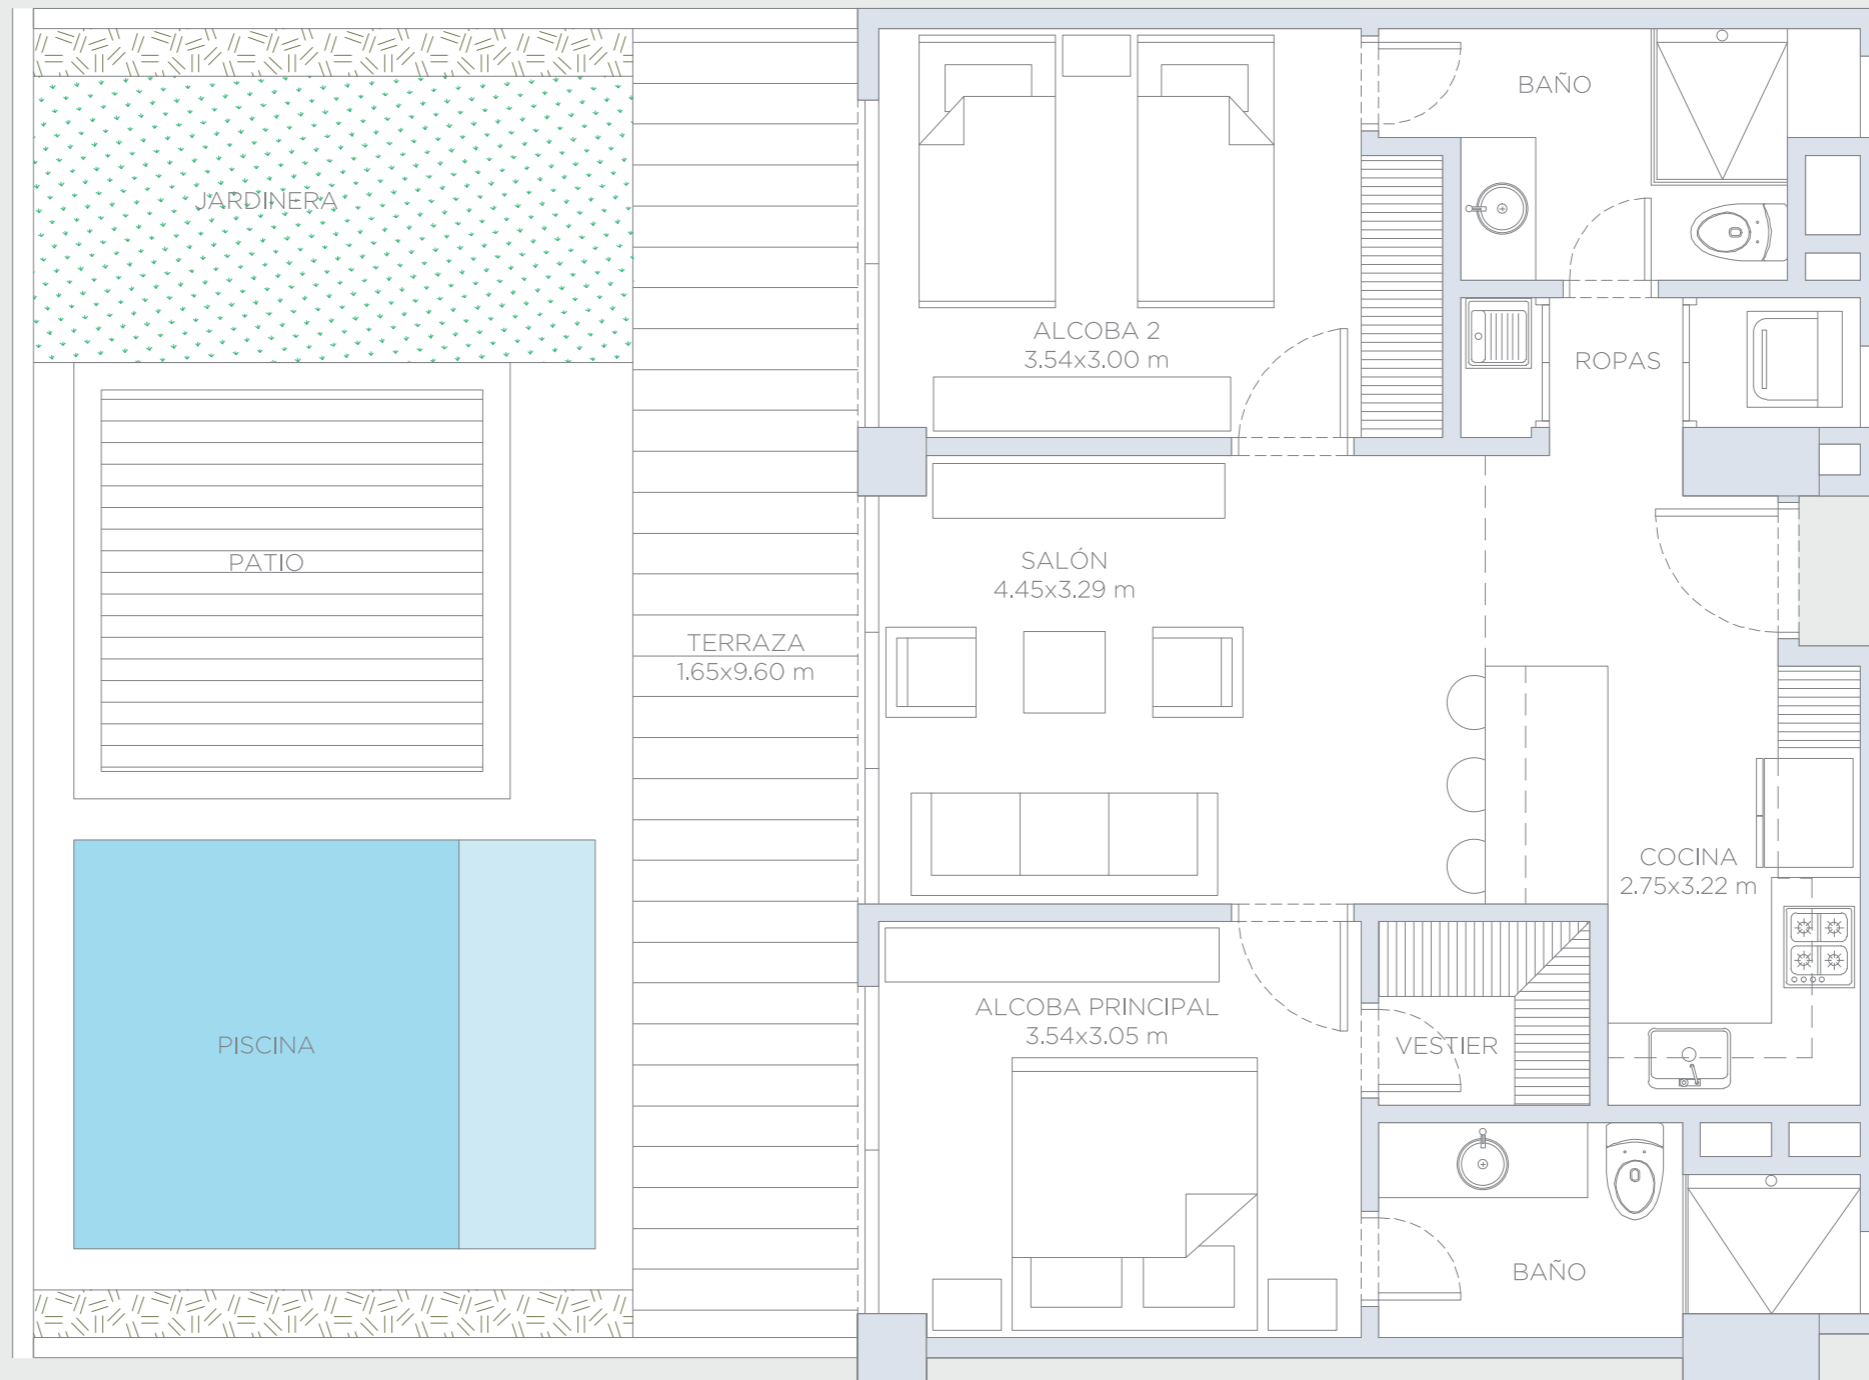 BAÑO
JARDINERA
ALCOBA 2
3.54x3.00 m
ROPAS
PATIO
SALÓN
4.45x3.29 m
TERRAZA
1.65x9.60 m
COCINA
2.75x3.22 m
ALCOBA PRINCIPAL
3.54x3.05 m
PISCINA
VESTIER
BAÑO